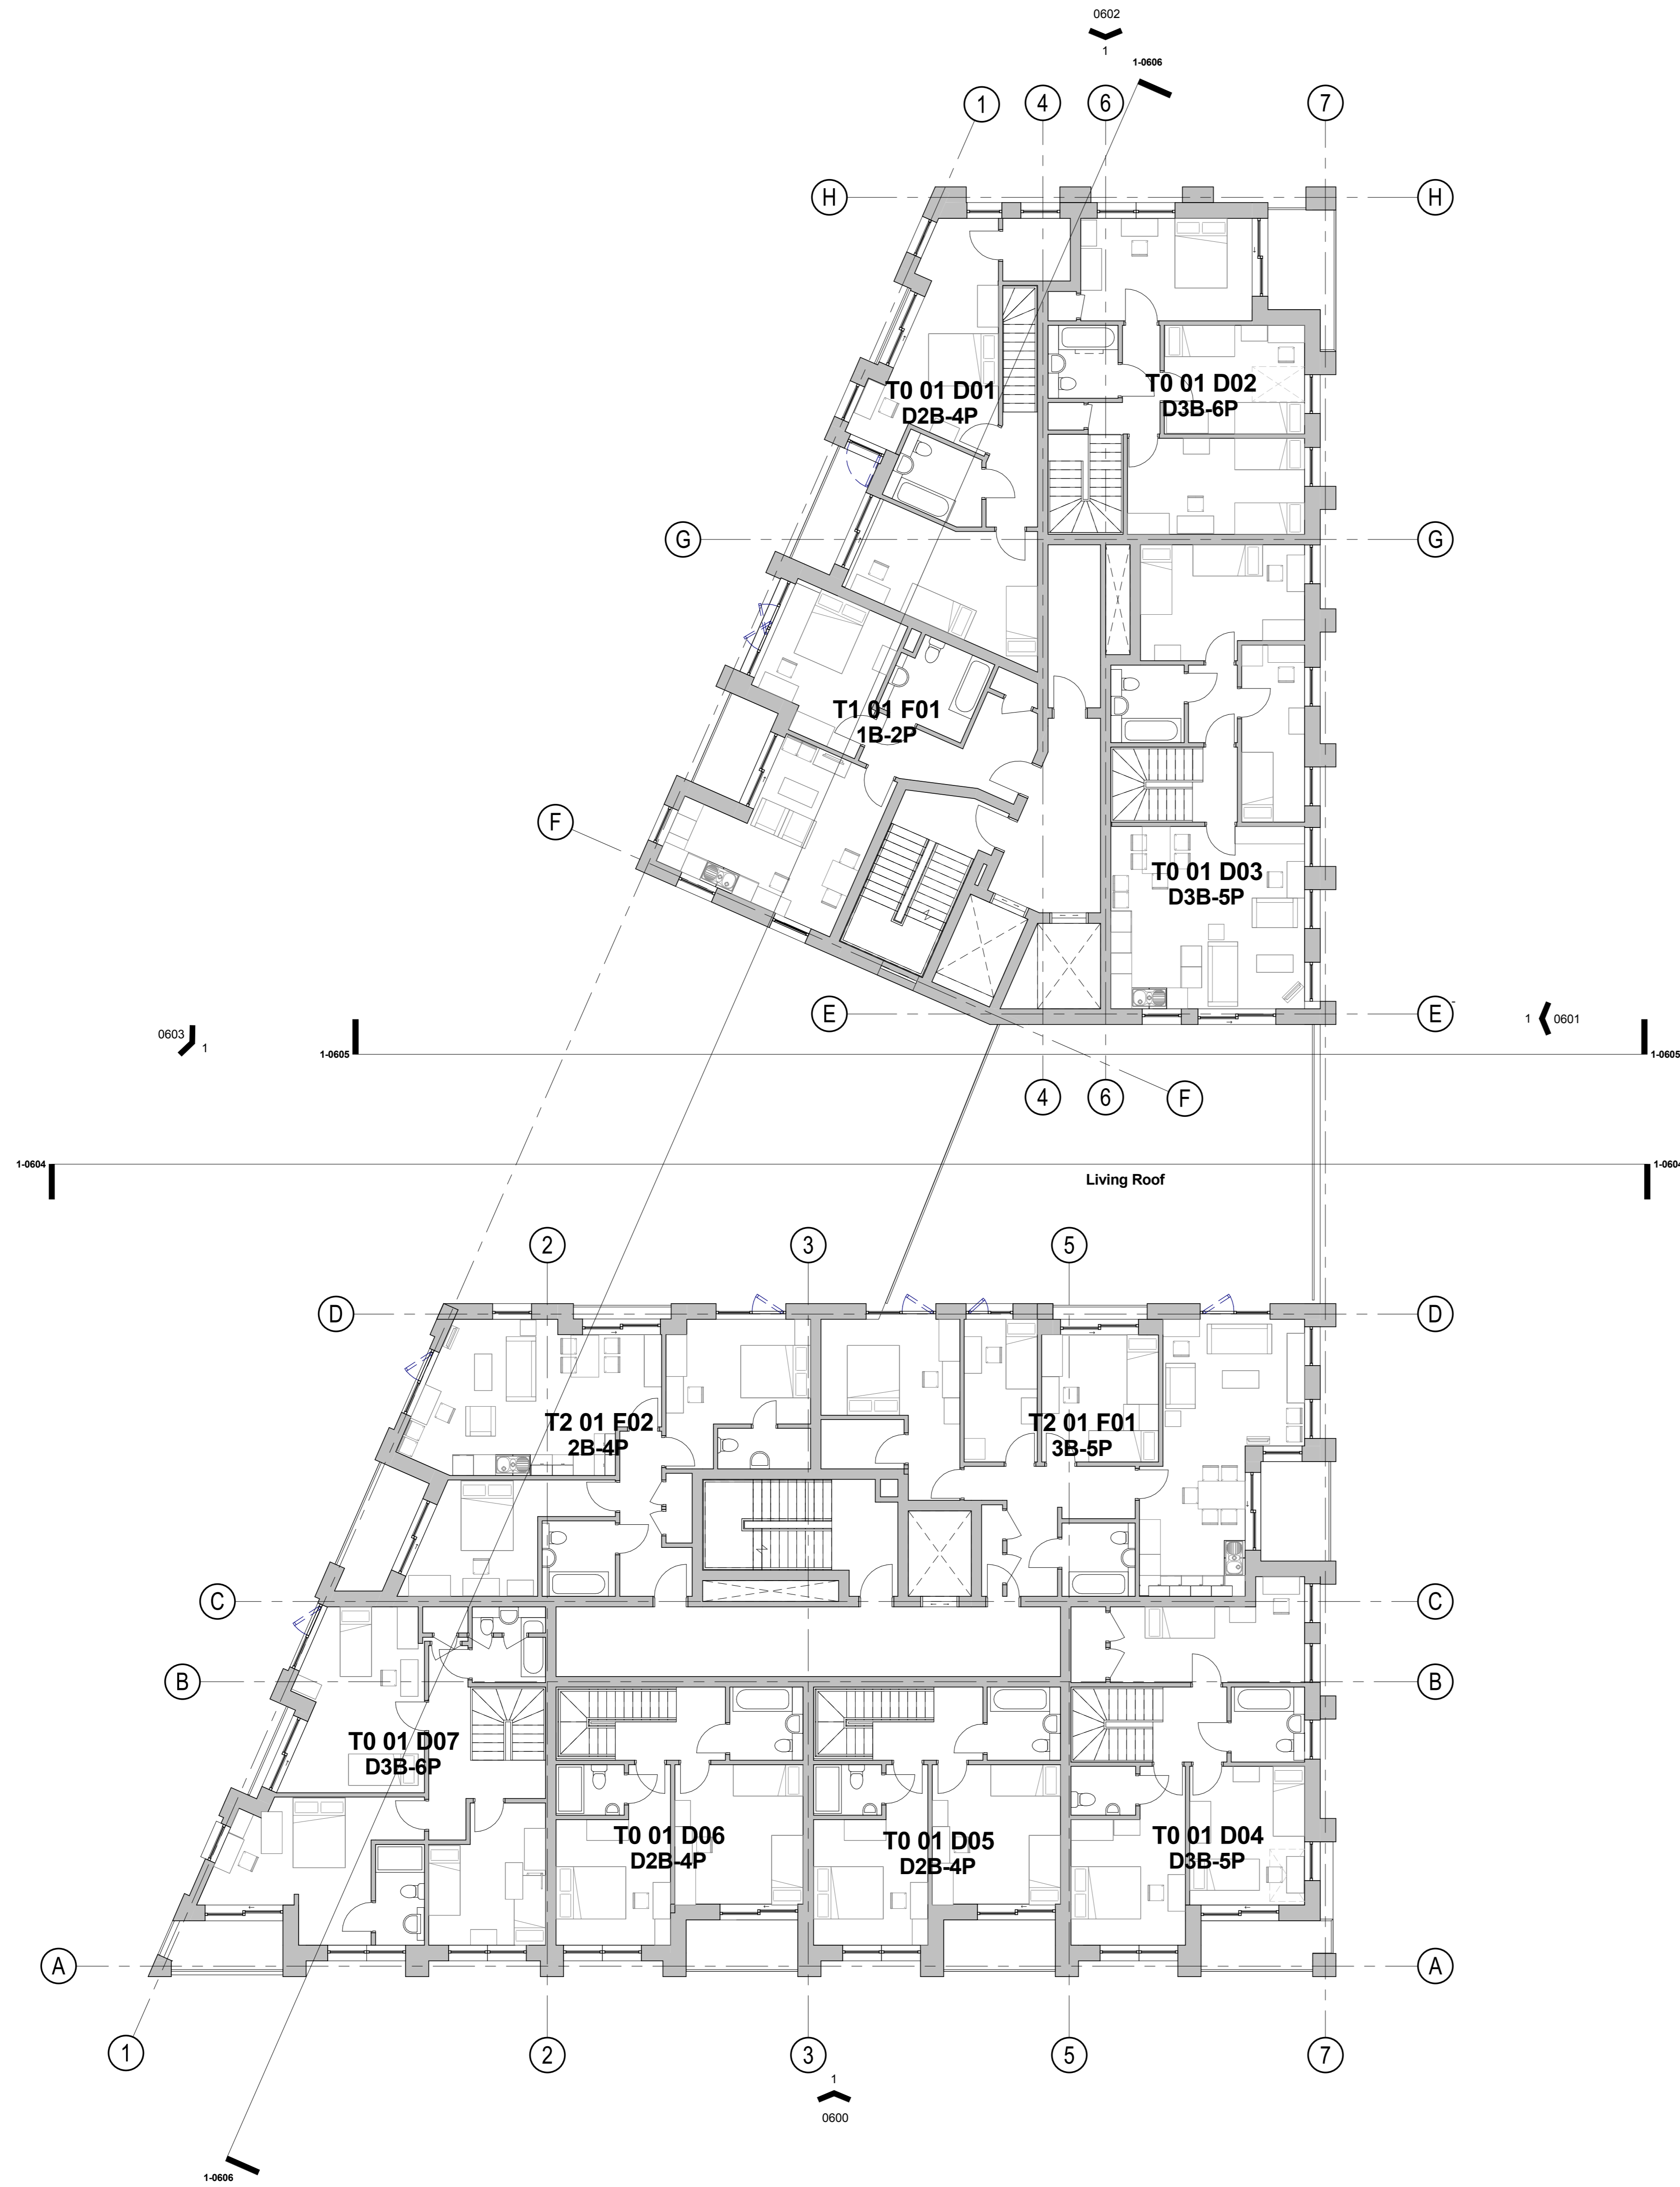 0602
1
1-0606
1
4
6
7
H
H
T0 01 D01
D2B-4P
T0 01 D02
D3B-6P
G
G
T1 01 F01
1B-2P
F
T0 01 D03
D3B-5P
E
E
0603
1
1-0605
1
0601
1-0605
4
6
F
1-0604
1-0604
Living Roof
2
3
5
D
D
T2 01 F02
2B-4P
T2 01 F01
3B-5P
C
C
B
B
T0 01 D07
D3B-6P
T0 01 D06
D2B-4P
T0 01 D05
D2B-4P
T0 01 D04
D3B-5P
A
A
1
2
3
5
7
1
0600
1-0606